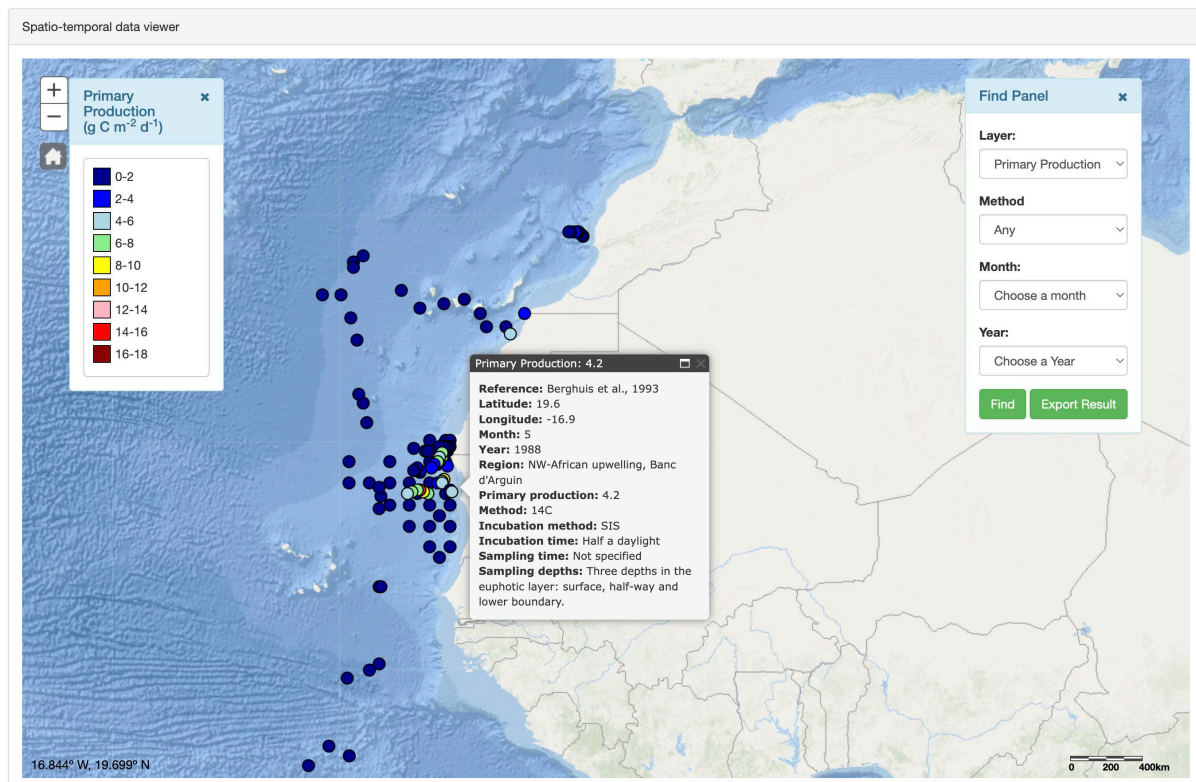 Spatio-temporal data viewer
+
−
Primary
Production
(g C m-2 d-1)
×
0-2
2-4
4-6
6-8
8-10
10-12
12-14
14-16
16-18
Find Panel
×
Layer:
Primary Production
Method
Any
Month:
Choose a month
Year:
Choose a Year
Find
Export Result
Primary Production: 4.2
Reference: Berghuis et al., 1993
Latitude: 19.6
Longitude: -16.9
Month: 5
Year: 1988
Region: NW-African upwelling, Banc
d'Arguin
Primary production: 4.2
Method: 14C
Incubation method: SIS
Incubation time: Half a daylight
Sampling time: Not specified
Sampling depths: Three depths in the
euphotic layer: surface, half-way and
lower boundary.
16.844° W, 19.699° N
0 200 400km